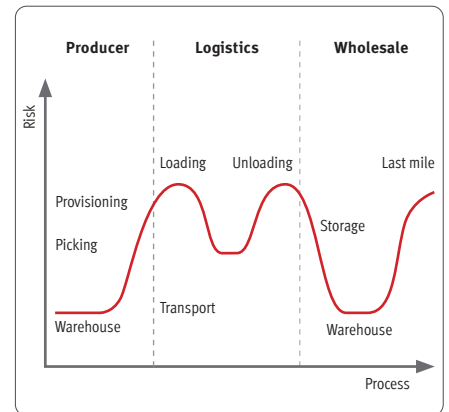 Producer
Logistics
Wholesale
Risk
Loading
Unloading
Last mile
Provisioning
Storage
Picking
Transport
Warehouse
Warehouse
Process